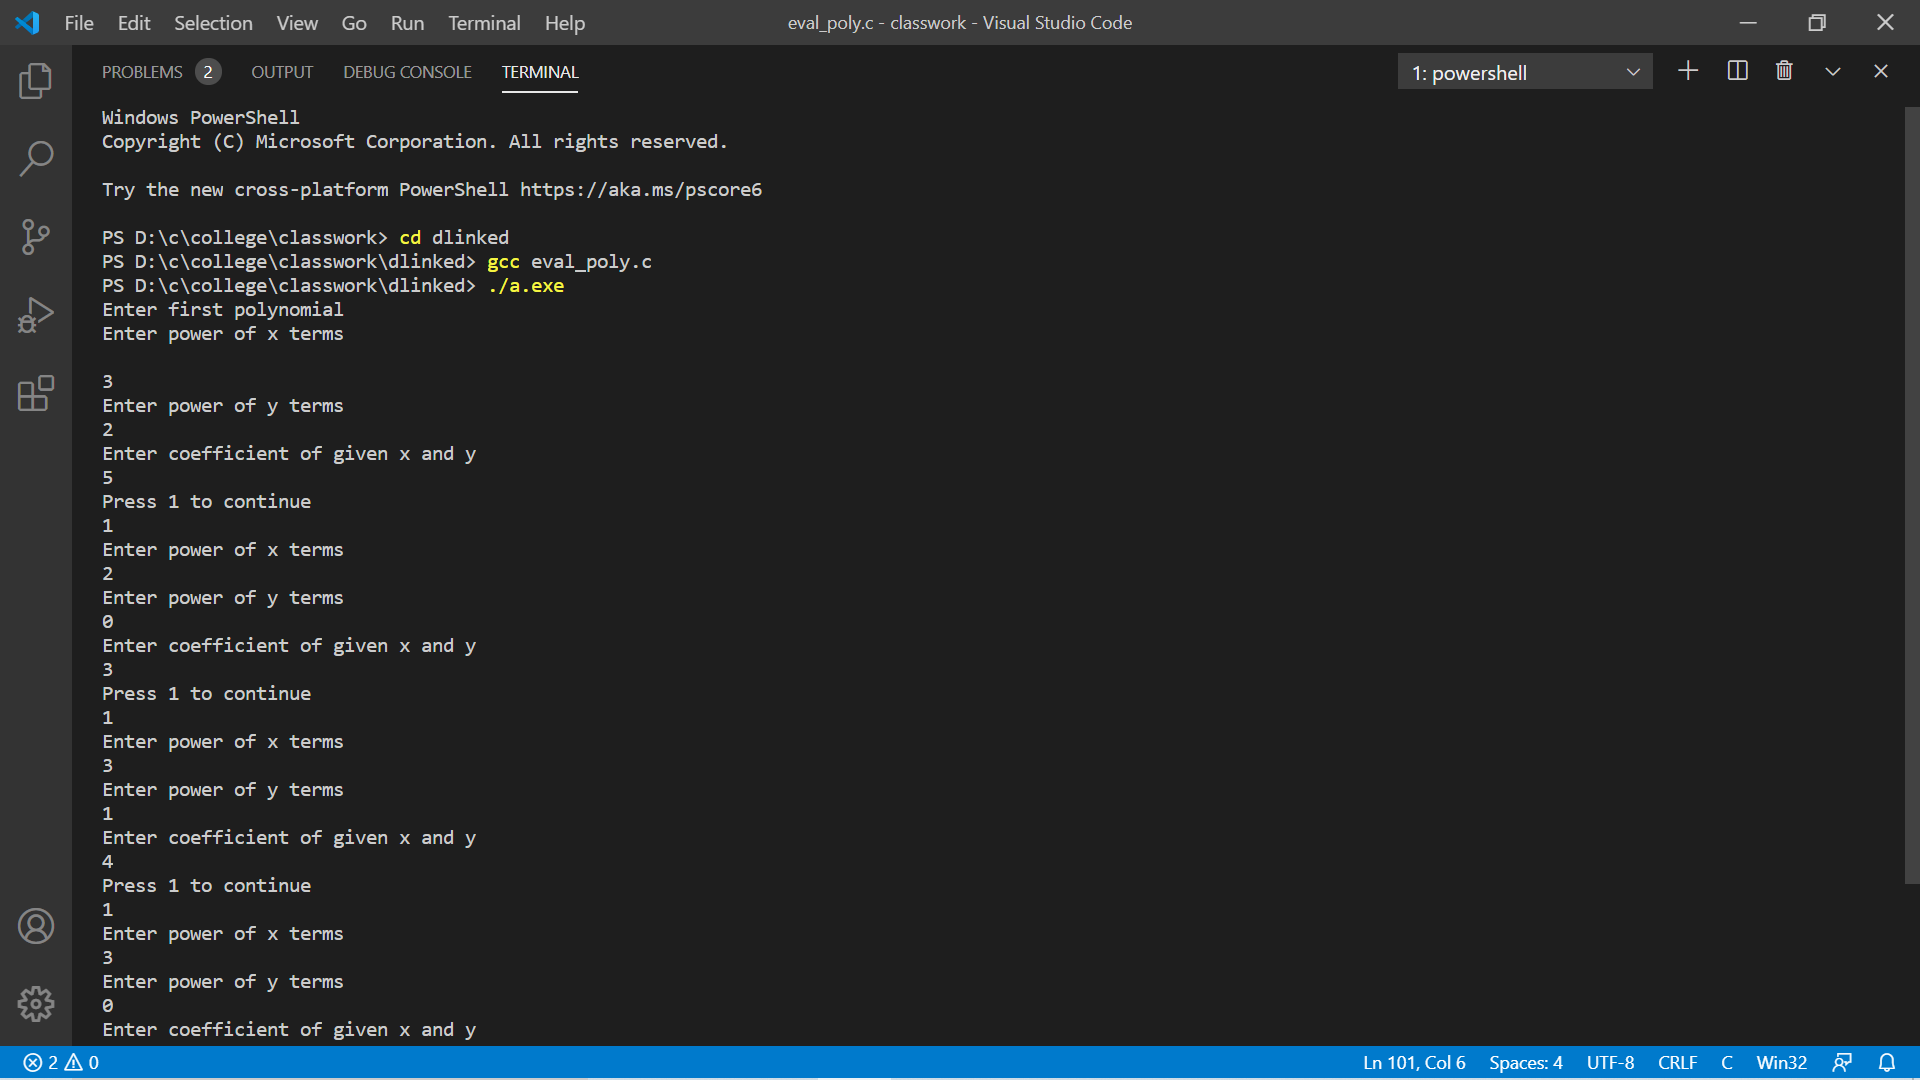 File Edit Selection View Go Run Terminal Help
eval_poly.c - classwork - Visual Studio Code
PROBLEMS 2 OUTPUT DEBUG CONSOLE TERMINAL
1: powershell
Windows PowerShell
Copyright (C) Microsoft Corporation. All rights reserved.
Try the new cross-platform PowerShell https://aka.ms/pscore6
PS D:\c\college\classwork> cd dlinked
PS D:\c\college\classwork\dlinked> gcc eval_poly.c
PS D:\c\college\classwork\dlinked> ./a.exe
Enter first polynomial
Enter power of x terms
3
Enter power of y terms
2
Enter coefficient of given x and y
5
Press 1 to continue
1
Enter power of x terms
2
Enter power of y terms
0
Enter coefficient of given x and y
3
Press 1 to continue
1
Enter power of x terms
3
Enter power of y terms
1
Enter coefficient of given x and y
4
Press 1 to continue
1
Enter power of x terms
3
Enter power of y terms
0
Enter coefficient of given x and y
2 0
Ln 101, Col 6 Spaces: 4 UTF-8 CRLF C Win32